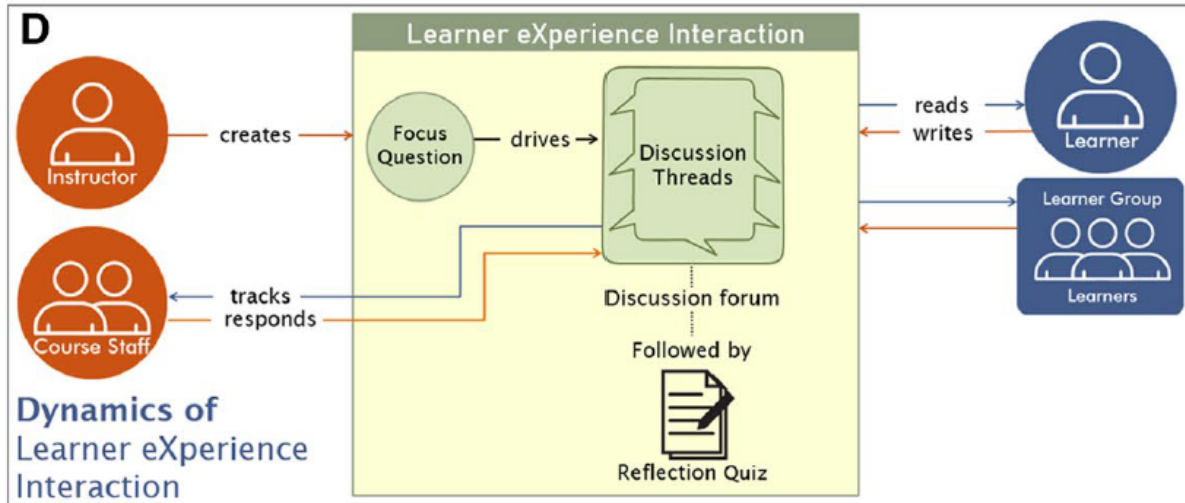 D
Learner eXperience Interaction
Instructor
creates
Focus
Question
drives
Discussion
Threads
reads
writes
Learner
Learner Group
Learners
tracks
responds
Course Staff
Discussion forum
Followed by
Reflection Quiz
Dynamics of
Learner eXperience
Interaction